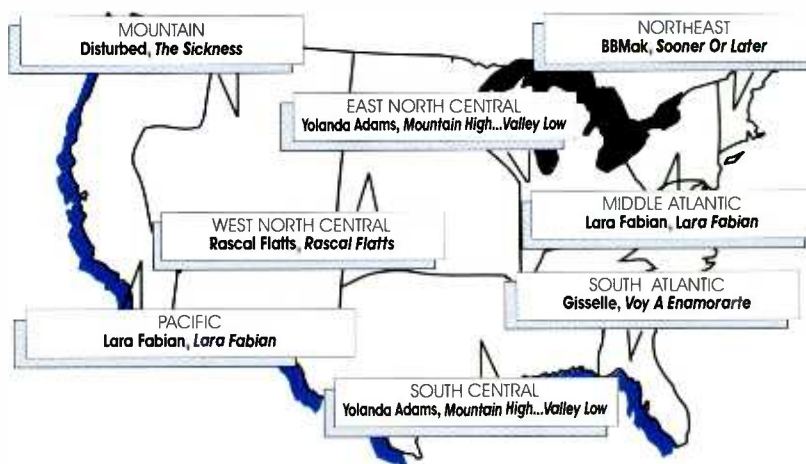 MOUNTAIN
Disturbed, The Sickness
NORTHEAST
BBMak, Sooner Or Later
EAST NORTH CENTRAL
Yolanda Adams, Mountain High...Valley Low
MIDDLE ATLANTIC
Lara Fabian, Lara Fabian
WEST NORTH CENTRAL
Rascal Flatts, Rascal Flatts
SOUTH ATLANTIC
Gisselle, Voy A Enamorarte
PACIFIC
Lara Fabian, Lara Fabian
SOUTH CENTRAL
Yolanda Adams, Mountain High...Valley Low